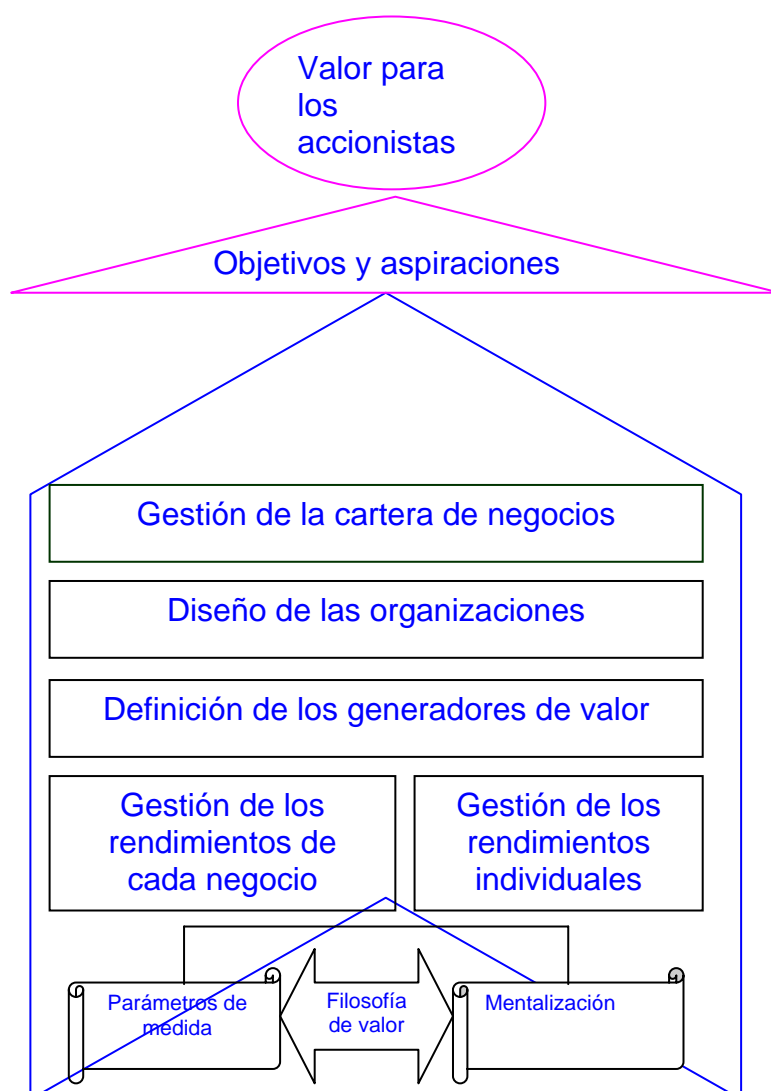 Valor para
los
accionistas
Objetivos y aspiraciones
Gestión de la cartera de negocios
Diseño de las organizaciones
Definición de los generadores de valor
Gestión de los
rendimientos de
cada negocio
Gestión de los
rendimientos
individuales
Parámetros de
medida
Filosofía
de valor
Mentalización